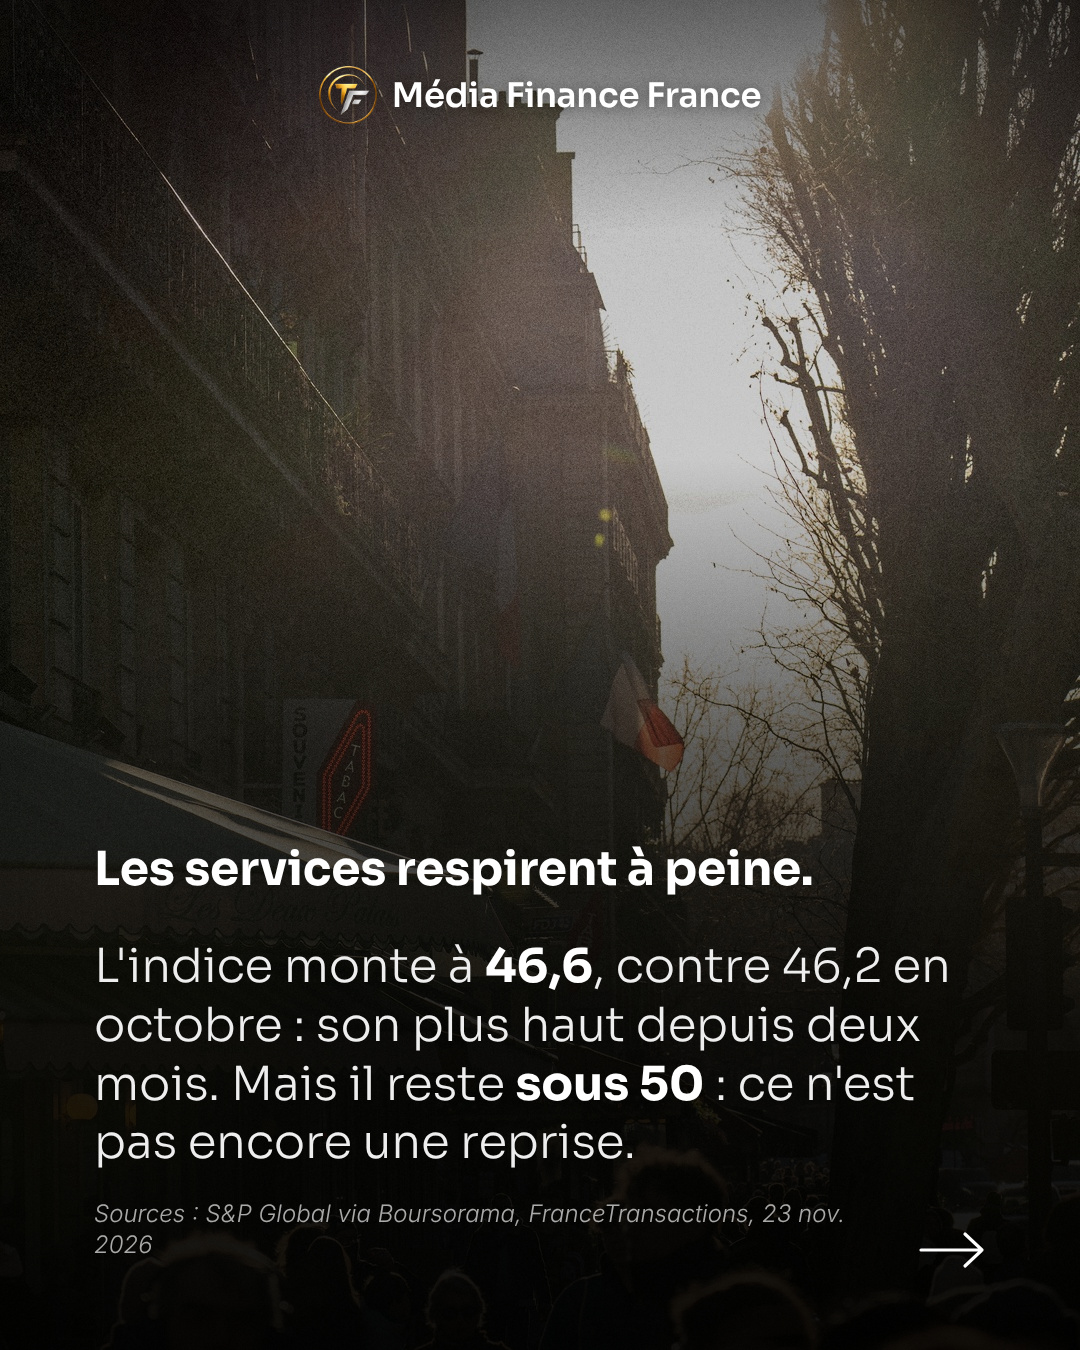 Média Finance France
SOUVENI
TABAC
Les services respirent à peine.
L'indice monte à 46,6, contre 46,2 en
octobre : son plus haut depuis deux
mois. Mais il reste sous 50 : ce n'est
pas encore une reprise.
Sources : S&P Global via Boursorama, FranceTransactions, 23 nov.
2026